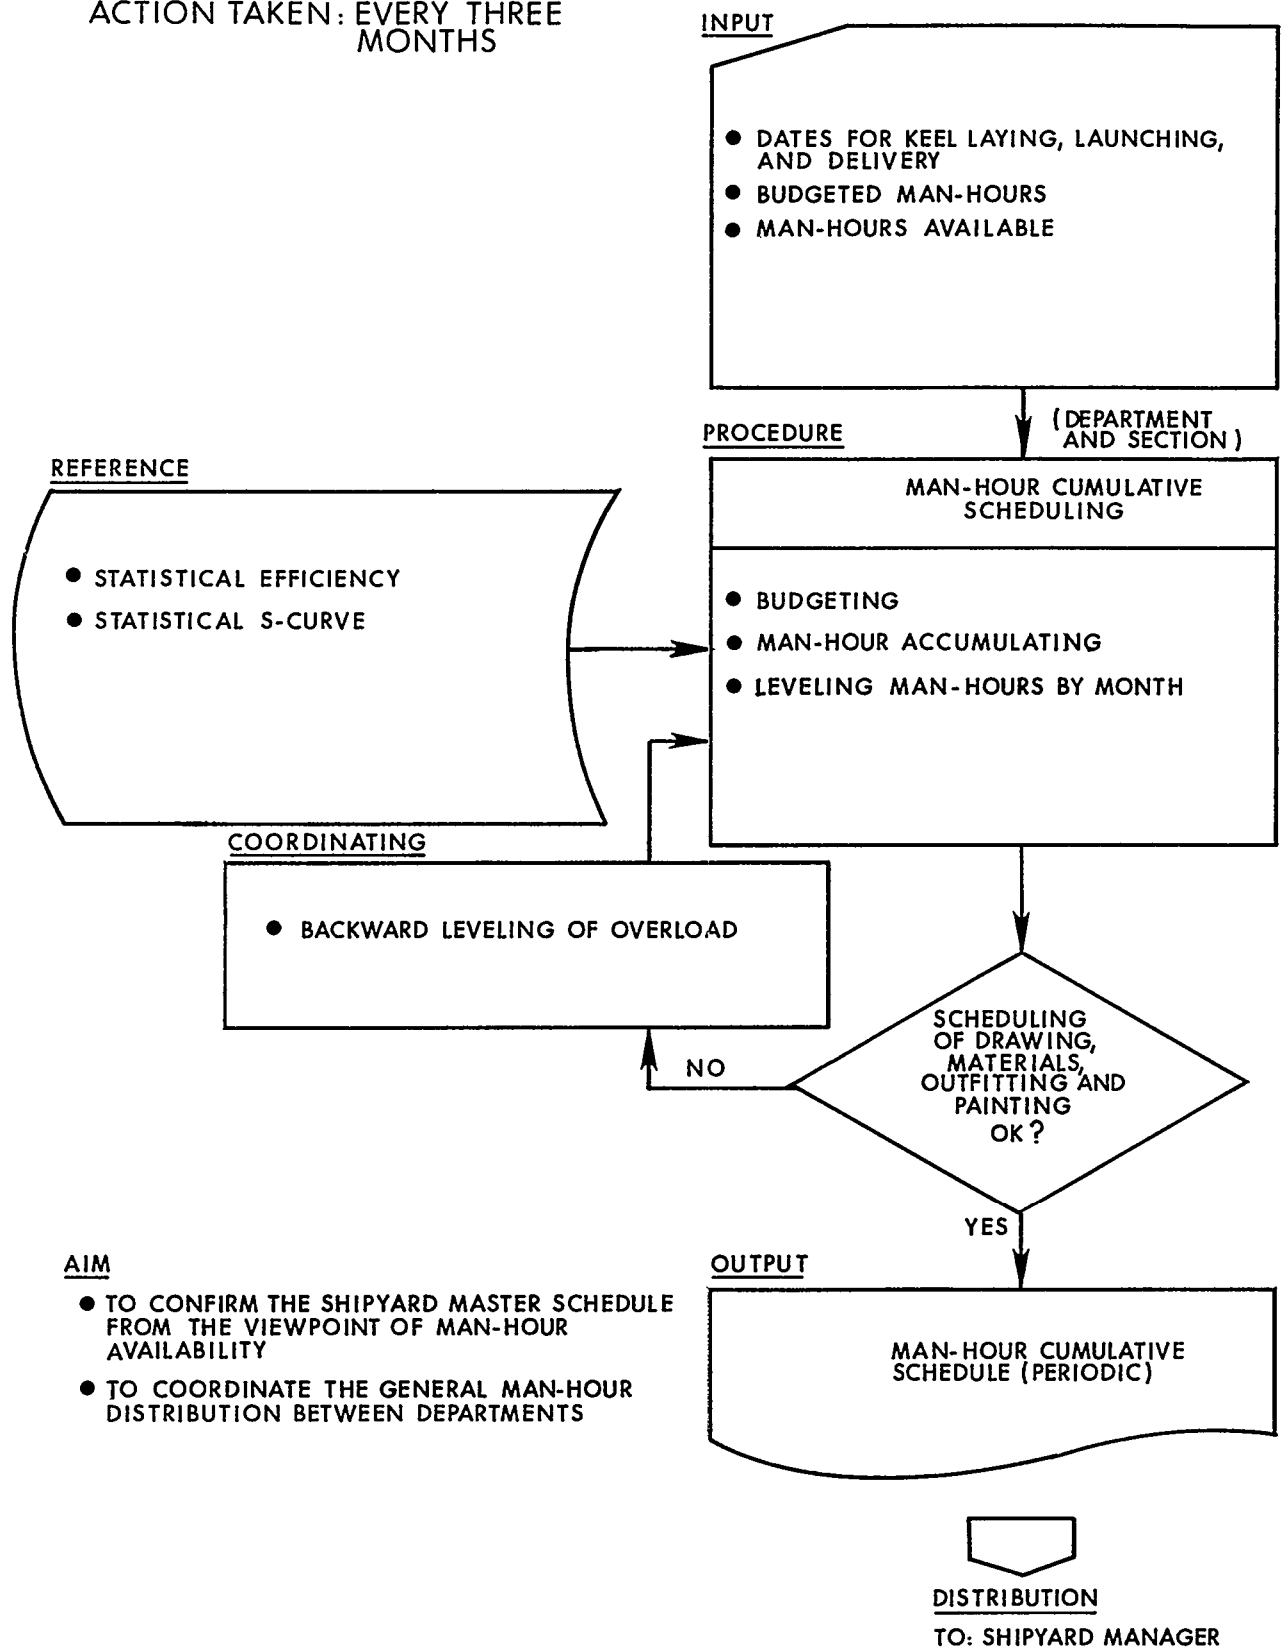 ACTION TAKEN: EVERY THREE
MONTHS
INPUT
● DATES FOR KEEL LAYING, LAUNCHING,
AND DELIVERY
● BUDGETED MAN-HOURS
● MAN-HOURS AVAILABLE
(DEPARTMENT
AND SECTION)
PROCEDURE
MAN-HOUR CUMULATIVE
SCHEDULING
● BUDGETING
● MAN-HOUR ACCUMULATING
● LEVELING MAN-HOURS BY MONTH
REFERENCE
● STATISTICAL EFFICIENCY
● STATISTICAL S-CURVE
COORDINATING
● BACKWARD LEVELING OF OVERLOAD
NO
SCHEDULING
OF DRAWING,
MATERIALS,
OUTFITTING AND
PAINTING
OK?
YES
AIM
● TO CONFIRM THE SHIPYARD MASTER SCHEDULE
FROM THE VIEWPOINT OF MAN-HOUR
AVAILABILITY
● TO COORDINATE THE GENERAL MAN-HOUR
DISTRIBUTION BETWEEN DEPARTMENTS
OUTPUT
MAN-HOUR CUMULATIVE
SCHEDULE (PERIODIC)
DISTRIBUTION
TO: SHIPYARD MANAGER